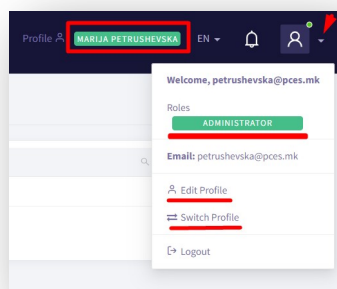 Profile MARIJA PETRUSHEVSKA EN
Welcome, petrushevska@pces.mk
Roles
ADMINISTRATOR
Email: petrushevska@pces.mk
Edit Profile
Switch Profile
Logout